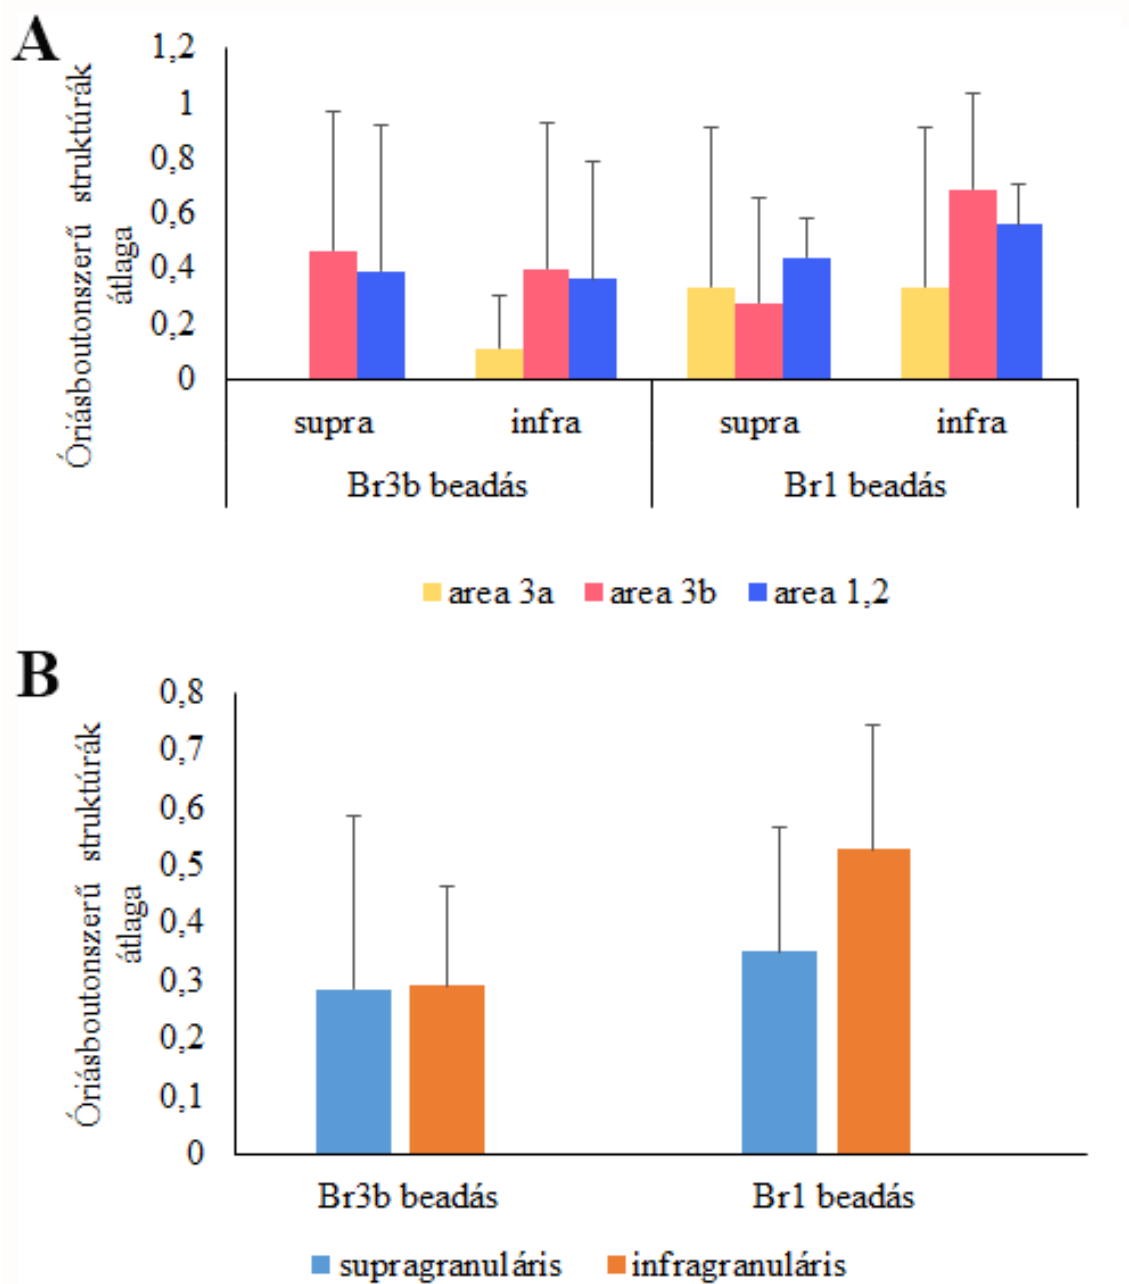 A
Óriásboutonszerű struktúrák
átlaga
1,2
1
0,8
0,6
0,4
0,2
0
supra infra supra infra
Br3b beadás Br1 beadás
area 3a area 3b area 1,2
B
Óriásboutonszerű struktúrák
átlaga
0,8
0,7
0,6
0,5
0,4
0,3
0,2
0,1
0
Br3b beadás Br1 beadás
supragranuláris infragranuláris